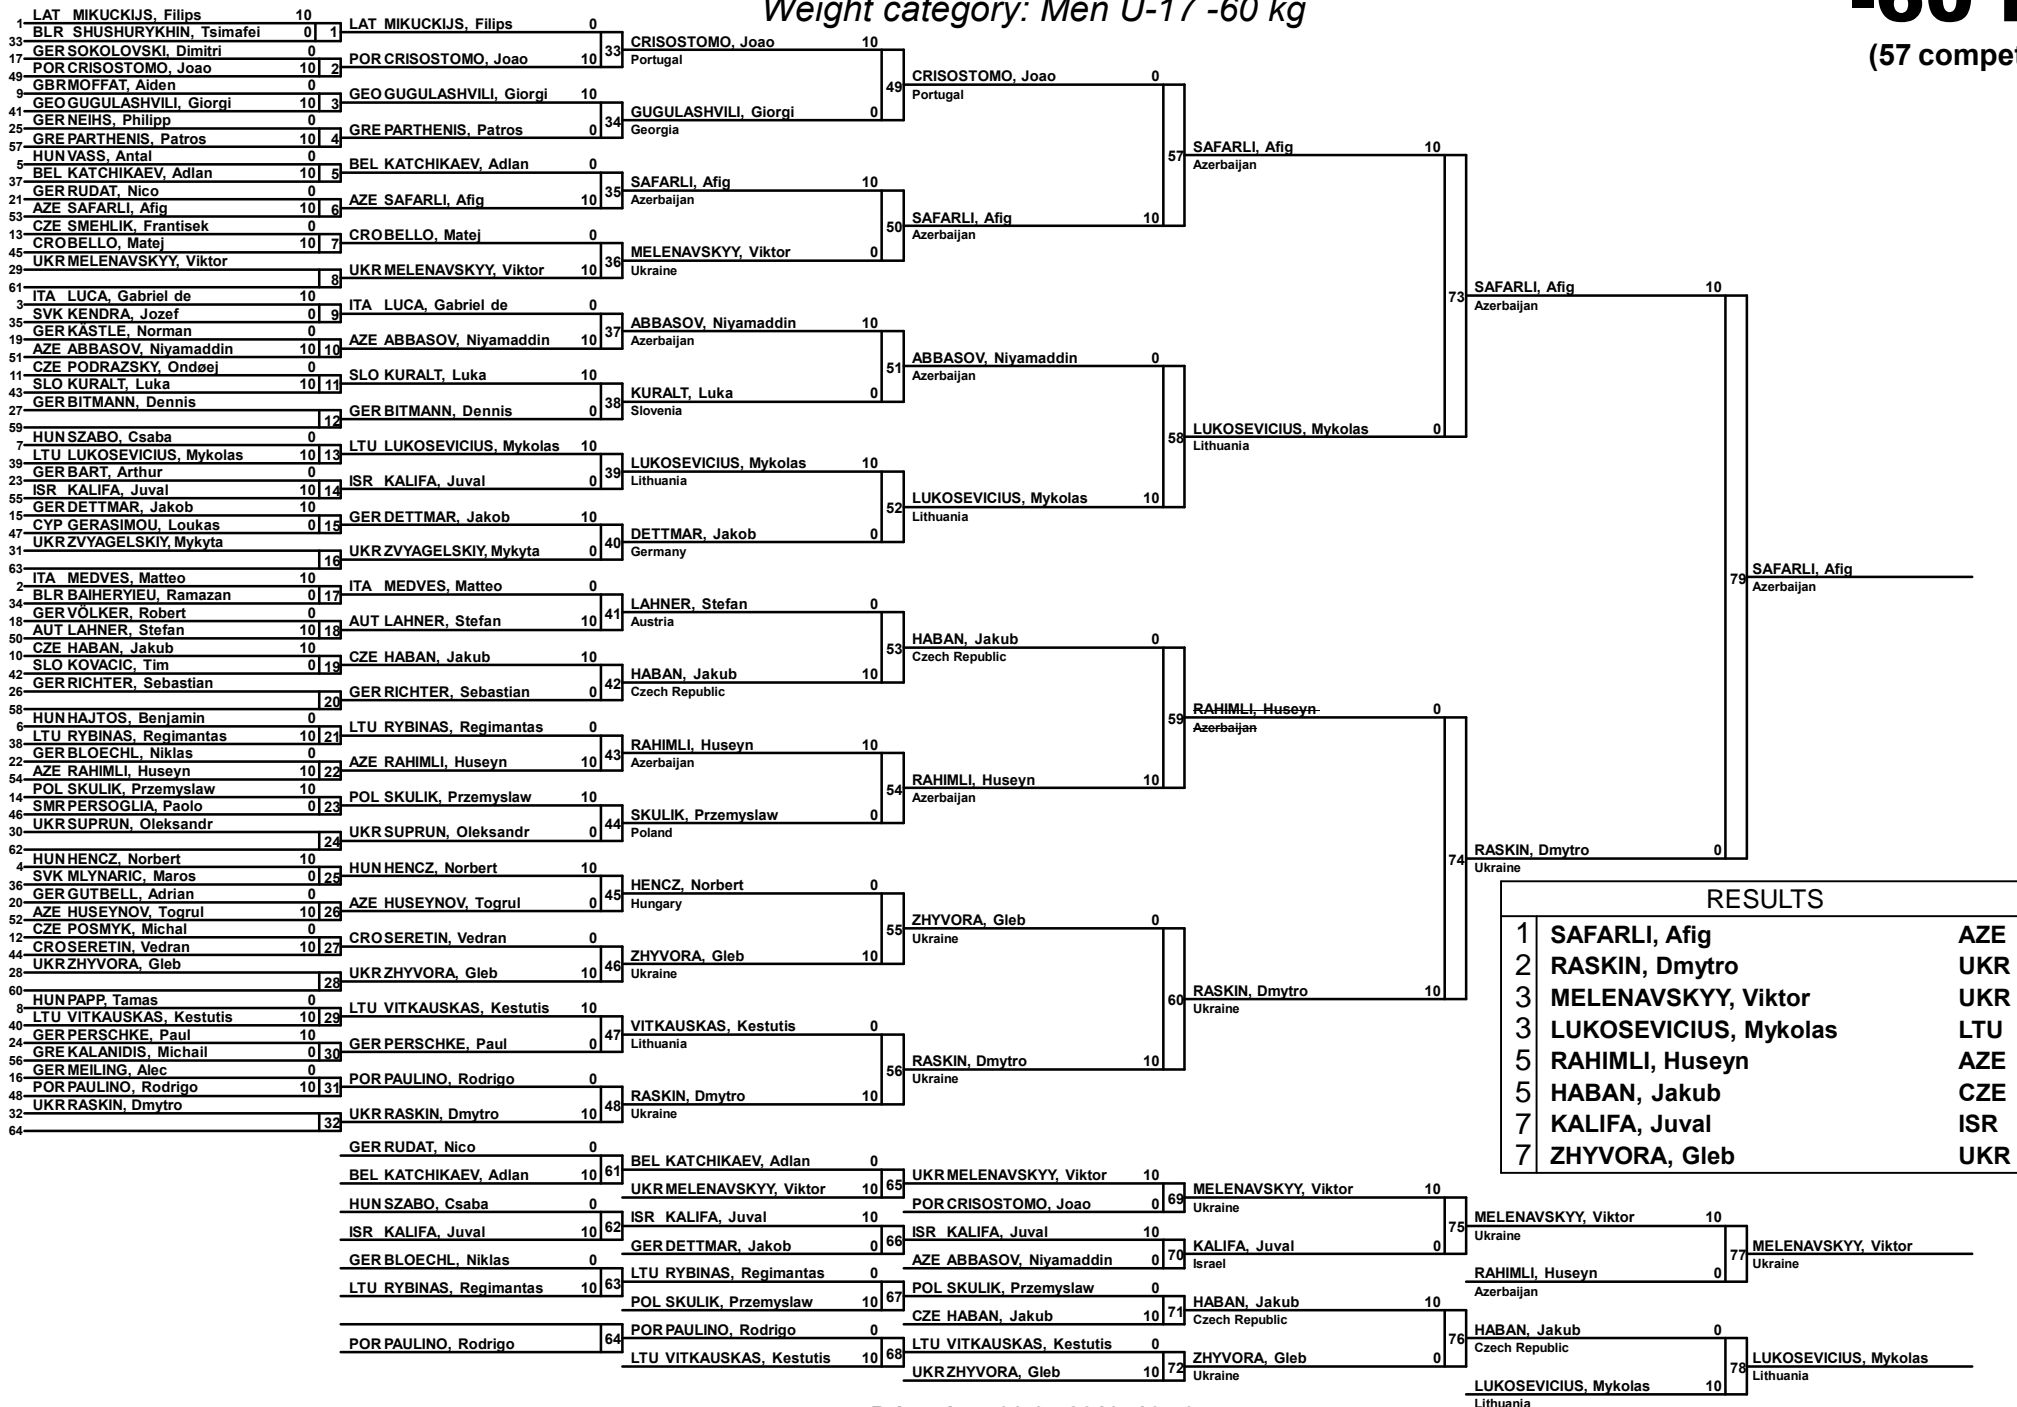 Weight category: Men U-17 -60 kg
(57 compet
1 LAT MIKUCKIJS, Filips 10
33 BLR SHUSHURYKHIN, Tsimafei 0 1
17 GER SOKOLOVSKI, Dimitri 0
49 POR CRISOSTOMO, Joao 10 2
9 GBR MOFFAT, Aiden 0
41 GEO GUGULASHVILI, Giorgi 10 3
25 GER NEIHS, Philipp 0
57 GRE PARTHENIS, Patros 10 4
5 HUN VASS, Antal 0
37 BEL KATCHIKAEV, Adlan 10 5
21 GER RUDAT, Nico 0
53 AZE SAFARLI, Afig 10 6
13 CZE SMEHLIK, Frantisek 0
45 CRO BELLO, Matej 10 7
29 UKR MELENAVSKYY, Viktor
61 8
3 ITA LUCA, Gabriel de 10
35 SVK KENDRA, Jozef 0 9
19 GER KÄSTLE, Norman 0
51 AZE ABBASOV, Niyamaddin 10 10
11 CZE PODRAZSKY, Ondøej 0
43 SLO KURALT, Luka 10 11
27 GER BITMANN, Dennis
59 12
7 HUN SZABO, Csaba 0
39 LTU LUKOSEVICIUS, Mykolas 10 13
23 GER BART, Arthur 0
55 ISR KALIFA, Juval 10 14
15 GER DETTMAR, Jakob 10
47 CYP GERASIMOU, Loukas 0 15
31 UKR ZVYAGELSKIY, Mykyta
63 16
2 ITA MEDVES, Matteo 10
34 BLR BAIHERYIEU, Ramazan 0 17
18 GER VÖLKER, Robert 0
50 AUT LAHNER, Stefan 10 18
10 CZE HABAN, Jakub 10
42 SLO KOVACIC, Tim 0 19
26 GER RICHTER, Sebastian
58 20
6 HUN HAJTOS, Benjamin 0
38 LTU RYBINAS, Regimantas 10 21
22 GER BLOECHL, Niklas 0
54 AZE RAHIMLI, Huseyn 10 22
14 POL SKULIK, Przemyslaw 10
46 SMR PERSOGLIA, Paolo 0 23
30 UKR SUPRUN, Oleksandr
62 24
4 HUN HENCZ, Norbert 10
36 SVK MLYNARIC, Maros 0 25
20 GER GUTBELL, Adrian 0
52 AZE HUSEYNOV, Togrul 10 26
12 CZE POSMYK, Michal 0
44 CRO SERETIN, Vedran 10 27
28 UKR ZHYVORA, Gleb
60 28
8 HUN PAPP, Tamas 0
40 LTU VITKAUSKAS, Kestutis 10 29
24 GER PERSCHKE, Paul 10
56 GRE KALANIDIS, Michail 0 30
16 GER MEILING, Alec 0
48 POR PAULINO, Rodrigo 10 31
32 UKR RASKIN, Dmytro
64 32
LAT MIKUCKIJS, Filips 0
POR CRISOSTOMO, Joao 10 33
GEO GUGULASHVILI, Giorgi 10
GRE PARTHENIS, Patros 0 34
BEL KATCHIKAEV, Adlan 0
AZE SAFARLI, Afig 10 35
CRO BELLO, Matej 0
UKR MELENAVSKYY, Viktor 10 36
ITA LUCA, Gabriel de 0
AZE ABBASOV, Niyamaddin 10 37
SLO KURALT, Luka 10
GER BITMANN, Dennis 0 38
LTU LUKOSEVICIUS, Mykolas 10
ISR KALIFA, Juval 0 39
GER DETTMAR, Jakob 10
UKR ZVYAGELSKIY, Mykyta 0 40
ITA MEDVES, Matteo 0
AUT LAHNER, Stefan 10 41
CZE HABAN, Jakub 10
GER RICHTER, Sebastian 0 42
LTU RYBINAS, Regimantas 0
AZE RAHIMLI, Huseyn 10 43
POL SKULIK, Przemyslaw 10
UKR SUPRUN, Oleksandr 0 44
HUN HENCZ, Norbert 10
AZE HUSEYNOV, Togrul 0 45
CRO SERETIN, Vedran 0
UKR ZHYVORA, Gleb 10 46
LTU VITKAUSKAS, Kestutis 10
GER PERSCHKE, Paul 0 47
POR PAULINO, Rodrigo 0
UKR RASKIN, Dmytro 10 48
CRISOSTOMO, Joao 10
Portugal
GUGULASHVILI, Giorgi 0 49
Georgia
SAFARLI, Afig 10
Azerbaijan
MELENAVSKYY, Viktor 0 50
Ukraine
ABBASOV, Niyamaddin 10
Azerbaijan
KURALT, Luka 0 51
Slovenia
LUKOSEVICIUS, Mykolas 10
Lithuania
DETTMAR, Jakob 0 52
Germany
LAHNER, Stefan 0
Austria
HABAN, Jakub 10 53
Czech Republic
RAHIMLI, Huseyn 10
Azerbaijan
SKULIK, Przemyslaw 0 54
Poland
HENCZ, Norbert 0
Hungary
ZHYVORA, Gleb 10 55
Ukraine
VITKAUSKAS, Kestutis 0
Lithuania
RASKIN, Dmytro 10 56
Ukraine
CRISOSTOMO, Joao 0
Portugal
SAFARLI, Afig 10 57
Azerbaijan
ABBASOV, Niyamaddin 0
Azerbaijan
LUKOSEVICIUS, Mykolas 10 58
Lithuania
HABAN, Jakub 0
Czech Republic
RAHIMLI, Huseyn 10 59
Azerbaijan
ZHYVORA, Gleb 0
Ukraine
RASKIN, Dmytro 10 60
Ukraine
SAFARLI, Afig 10
Azerbaijan
LUKOSEVICIUS, Mykolas 0 73
Lithuania
RAHIMLI, Huseyn 0
Azerbaijan
RASKIN, Dmytro 10 74
Ukraine
SAFARLI, Afig 10
Azerbaijan
RASKIN, Dmytro 0 79
Ukraine
SAFARLI, Afig
Azerbaijan
RESULTS
1 SAFARLI, Afig AZE
2 RASKIN, Dmytro UKR
3 MELENAVSKYY, Viktor UKR
3 LUKOSEVICIUS, Mykolas LTU
5 RAHIMLI, Huseyn AZE
5 HABAN, Jakub CZE
7 KALIFA, Juval ISR
7 ZHYVORA, Gleb UKR
GER RUDAT, Nico 0
BEL KATCHIKAEV, Adlan 10 61
HUN SZABO, Csaba 0
ISR KALIFA, Juval 10 62
GER BLOECHL, Niklas 0
LTU RYBINAS, Regimantas 10 63
POR PAULINO, Rodrigo 64
BEL KATCHIKAEV, Adlan 0
UKR MELENAVSKYY, Viktor 10 65
ISR KALIFA, Juval 10
GER DETTMAR, Jakob 0 66
LTU RYBINAS, Regimantas 0
POL SKULIK, Przemyslaw 10 67
POR PAULINO, Rodrigo 0
LTU VITKAUSKAS, Kestutis 10 68
UKR MELENAVSKYY, Viktor 10
POR CRISOSTOMO, Joao 0 69
ISR KALIFA, Juval 10
AZE ABBASOV, Niyamaddin 0 70
POL SKULIK, Przemyslaw 0
CZE HABAN, Jakub 10 71
LTU VITKAUSKAS, Kestutis 0
UKR ZHYVORA, Gleb 10 72
MELENAVSKYY, Viktor 10
Ukraine
KALIFA, Juval 0 75
Israel
HABAN, Jakub 10
Czech Republic
ZHYVORA, Gleb 0 76
Ukraine
MELENAVSKYY, Viktor 10
Ukraine
RAHIMLI, Huseyn 0 77
Azerbaijan
HABAN, Jakub 0
Czech Republic
LUKOSEVICIUS, Mykolas 10 78
Lithuania
MELENAVSKYY, Viktor
Ukraine
LUKOSEVICIUS, Mykolas
Lithuania